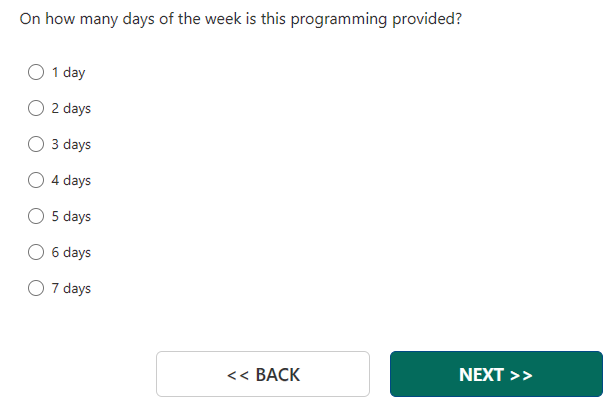 On how many days of the week is this programming provided?
1 day
2 days
3 days
4 days
5 days
6 days
7 days
<< BACK
NEXT >>